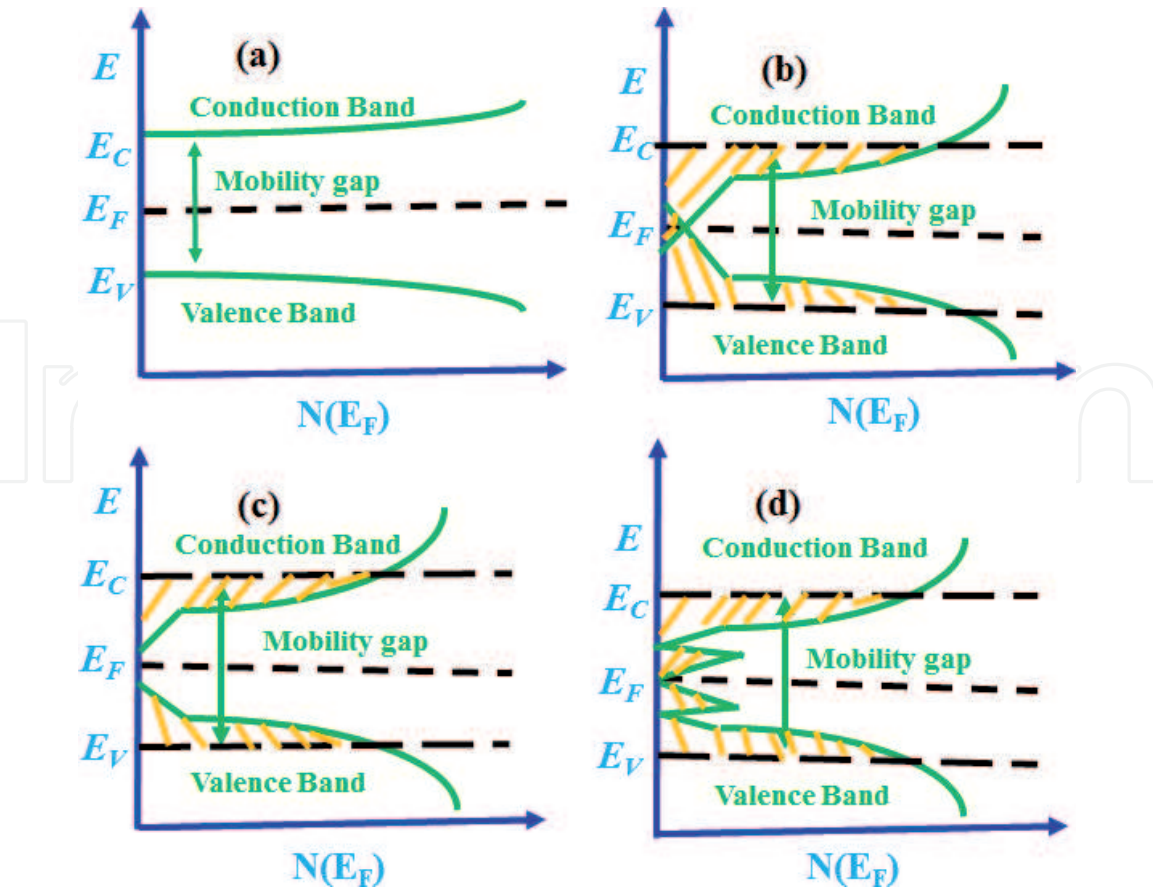 (a)
E
Conduction Band
E_C
Mobility gap
E_F
E_V
Valence Band
N(E_F)
(b)
E
Conduction Band
E_C
Mobility gap
E_F
E_V
Valence Band
N(E_F)
(c)
E
Conduction Band
E_C
Mobility gap
E_F
E_V
Valence Band
N(E_F)
(d)
E
Conduction Band
E_C
Mobility gap
E_F
E_V
Valence Band
N(E_F)